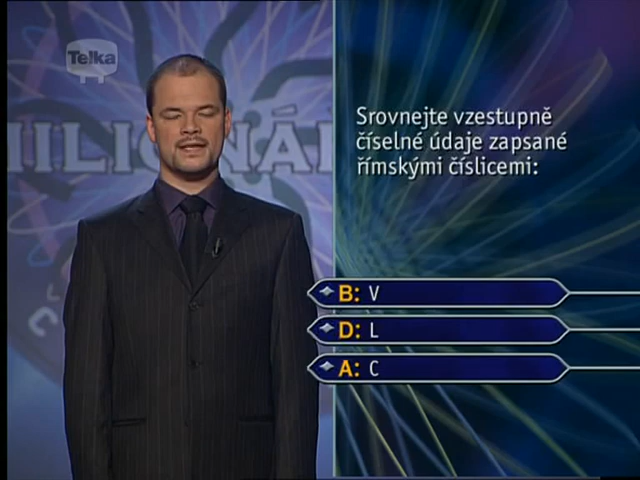 Telka
MILIONÁ
Srovnejte vzestupně
číselné údaje zapsané
římskými číslicemi:
B: V
D: L
A: C